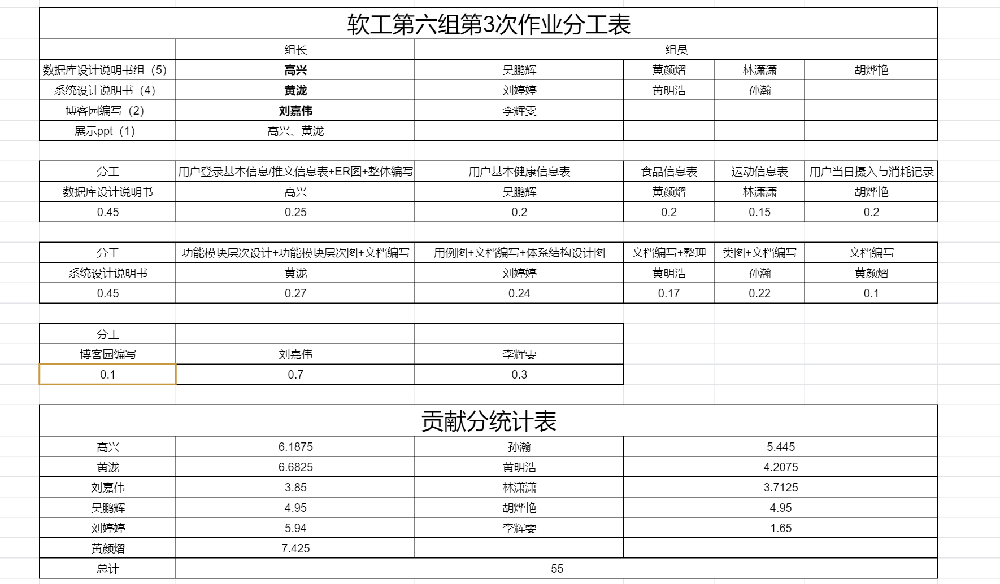 软工第六组第3次作业分工表
组长 组员
数据库设计说明书组（5） 高兴 吴鹏辉 黄颜熠 林潇潇 胡烨艳
系统设计说明书（4） 黄泷 刘婷婷 黄明浩 孙瀚
博客园编写（2） 刘嘉伟 李辉雯
展示ppt（1） 高兴、黄泷
分工 用户登录基本信息/推文信息表+ER图+整体编写 用户基本健康信息表 食品信息表 运动信息表 用户当日摄入与消耗记录
数据库设计说明书 高兴 吴鹏辉 黄颜熠 林潇潇 胡烨艳
0.45 0.25 0.2 0.2 0.15 0.2
分工 功能模块层次设计+功能模块层次图+文档编写 用例图+文档编写+体系结构设计图 文档编写+整理 类图+文档编写 文档编写
系统设计说明书 黄泷 刘婷婷 黄明浩 孙瀚 黄颜熠
0.45 0.27 0.24 0.17 0.22 0.1
分工
博客园编写 刘嘉伟 李辉雯
0.1 0.7 0.3
贡献分统计表
高兴 6.1875 孙瀚 5.445
黄泷 6.6825 黄明浩 4.2075
刘嘉伟 3.85 林潇潇 3.7125
吴鹏辉 4.95 胡烨艳 4.95
刘婷婷 5.94 李辉雯 1.65
黄颜熠 7.425
总计 55